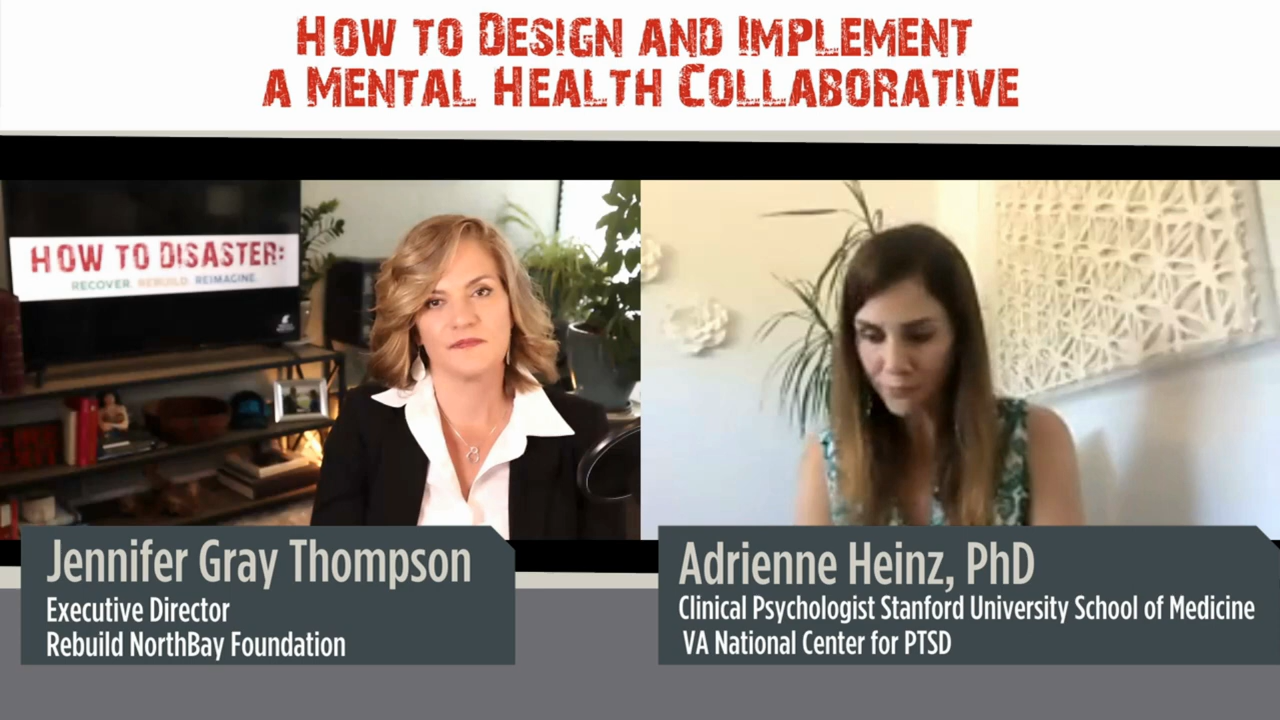 How to Design and Implement
a Mental Health Collaborative
How to Disaster:
Recover. Rebuild. Reimagine.
Jennifer Gray Thompson
Executive Director
Rebuild NorthBay Foundation
Adrienne Heinz, PhD
Clinical Psychologist Stanford University School of Medicine
VA National Center for PTSD